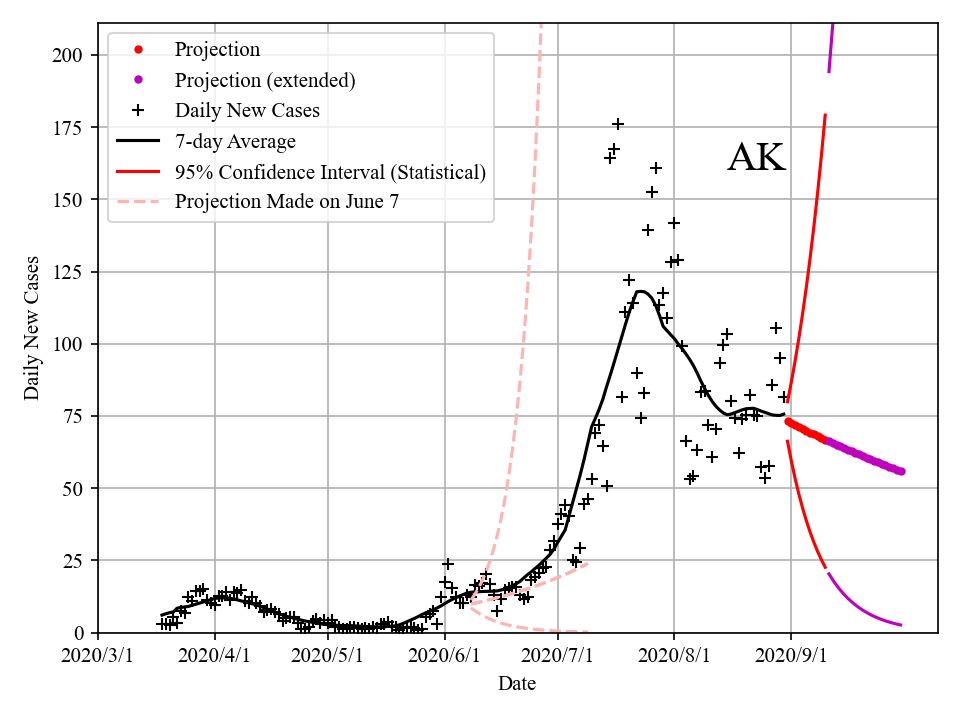 200
175
150
125
100
75
50
25
0
Daily New Cases
Projection
Projection (extended)
Daily New Cases
7-day Average
95% Confidence Interval (Statistical)
Projection Made on June 7
AK
2020/3/1
2020/4/1
2020/5/1
2020/6/1
2020/7/1
2020/8/1
2020/9/1
Date